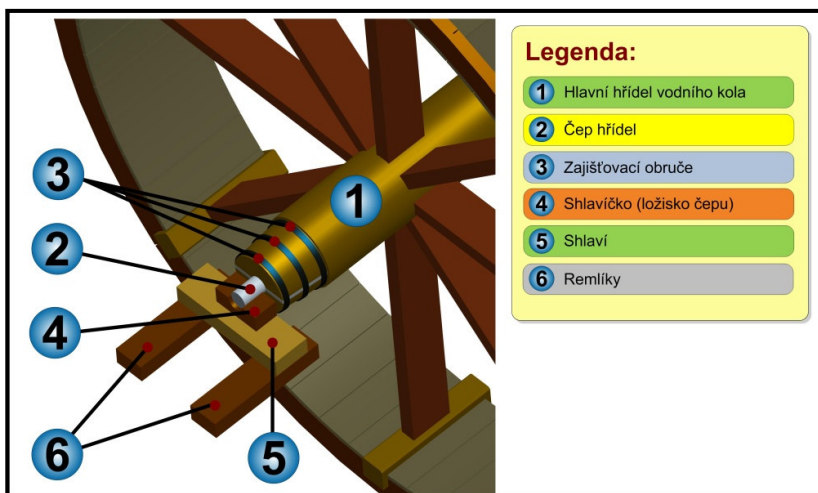 Legenda:
1 Hlavní hřídel vodního kola
2 Čep hřídel
3 Zajišťovací obruče
4 Shlavíčko (ložisko čepu)
5 Shlaví
6 Remlíky
3
1
2
4
6
5